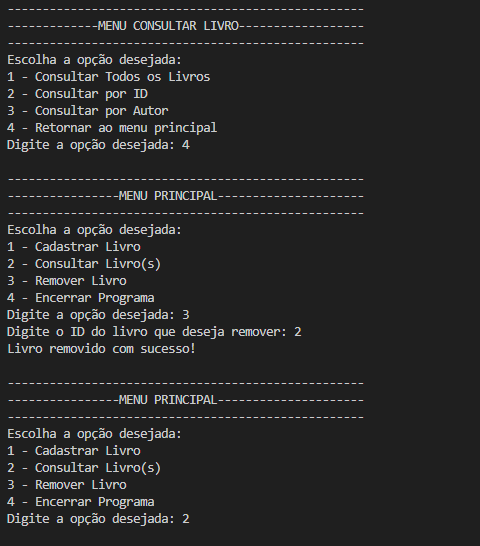 ---------------------------------------------------
-------------MENU CONSULTAR LIVRO------------------
---------------------------------------------------
Escolha a opção desejada:
1 - Consultar Todos os Livros
2 - Consultar por ID
3 - Consultar por Autor
4 - Retornar ao menu principal
Digite a opção desejada: 4

---------------------------------------------------
----------------MENU PRINCIPAL---------------------
---------------------------------------------------
Escolha a opção desejada:
1 - Cadastrar Livro
2 - Consultar Livro(s)
3 - Remover Livro
4 - Encerrar Programa
Digite a opção desejada: 3
Digite o ID do livro que deseja remover: 2
Livro removido com sucesso!

---------------------------------------------------
----------------MENU PRINCIPAL---------------------
---------------------------------------------------
Escolha a opção desejada:
1 - Cadastrar Livro
2 - Consultar Livro(s)
3 - Remover Livro
4 - Encerrar Programa
Digite a opção desejada: 2